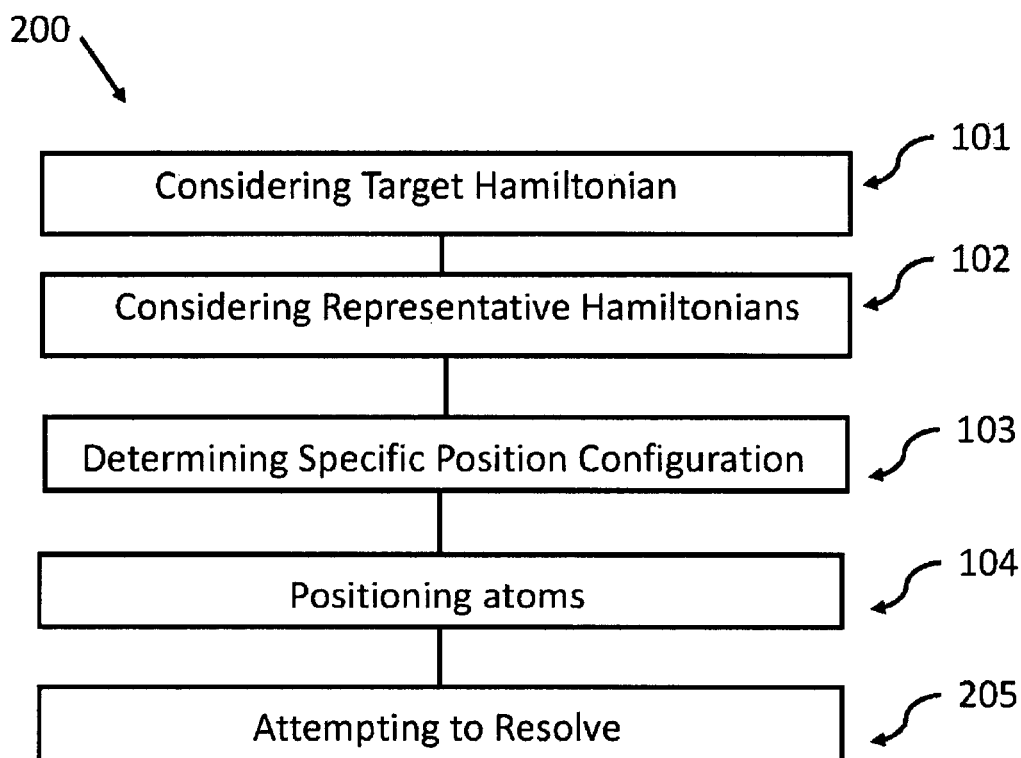 200
101
Considering Target Hamiltonian
102
Considering Representative Hamiltonians
103
Determining Specific Position Configuration
104
Positioning atoms
205
Attempting to Resolve